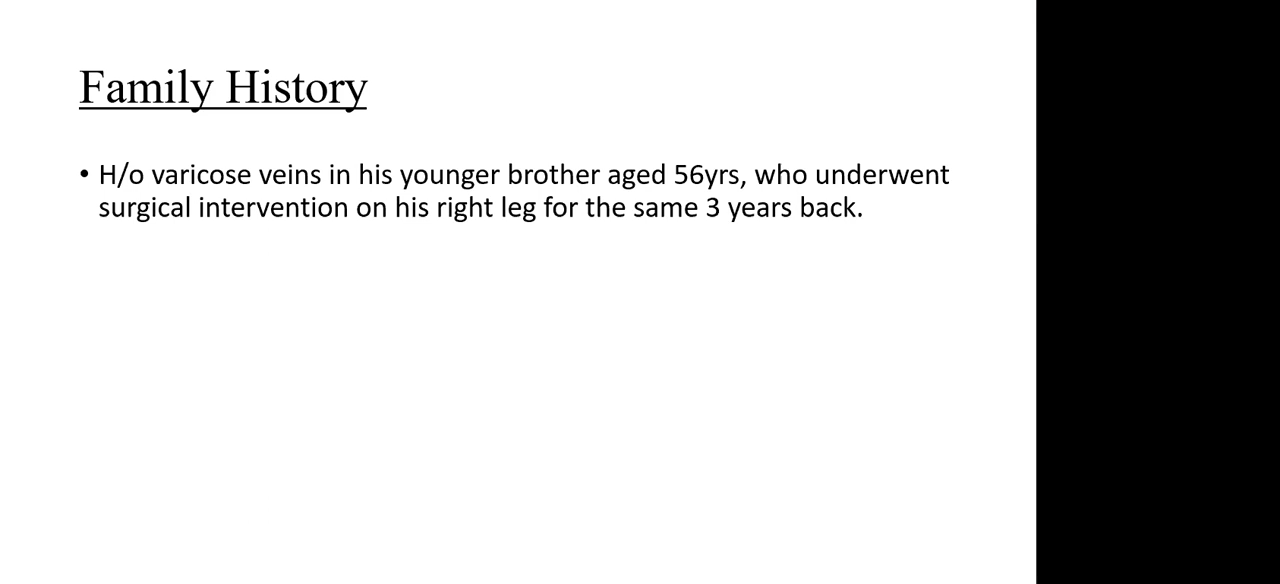 Family History
• H/o varicose veins in his younger brother aged 56yrs, who underwent
surgical intervention on his right leg for the same 3 years back.